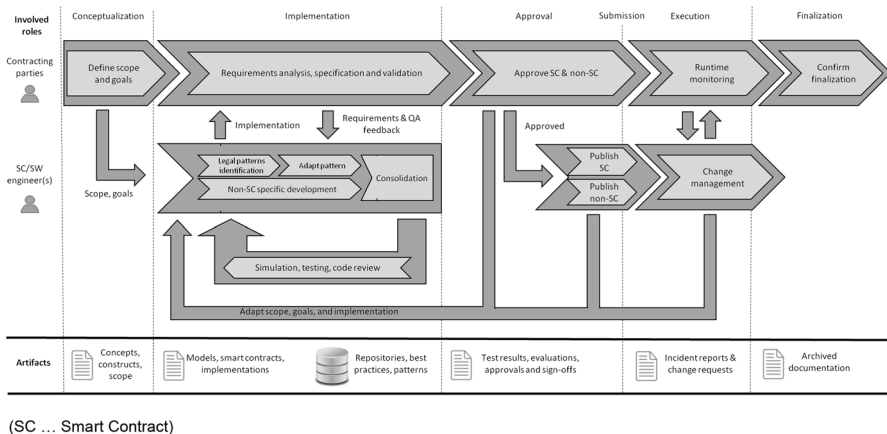 Involved
roles
Conceptualization
Implementation
Approval
Submission
Execution
Finalization
Contracting
parties
Define scope
and goals
Requirements analysis, specification and validation
Approve SC & non-SC
Runtime
monitoring
Confirm
finalization
Implementation
Requirements & QA
feedback
Approved
SC/SW
engineer(s)
Scope, goals
Legal patterns
identification
Adapt pattern
Non-SC specific development
Consolidation
Publish
SC
Publish
non-SC
Change
management
Simulation, testing, code review
Adapt scope, goals, and implementation
Artifacts
Concepts,
constructs,
scope
Models, smart contracts,
implementations
Repositories, best
practices, patterns
Test results, evaluations,
approvals and sign-offs
Incident reports &
change requests
Archived
documentation
(SC ... Smart Contract)